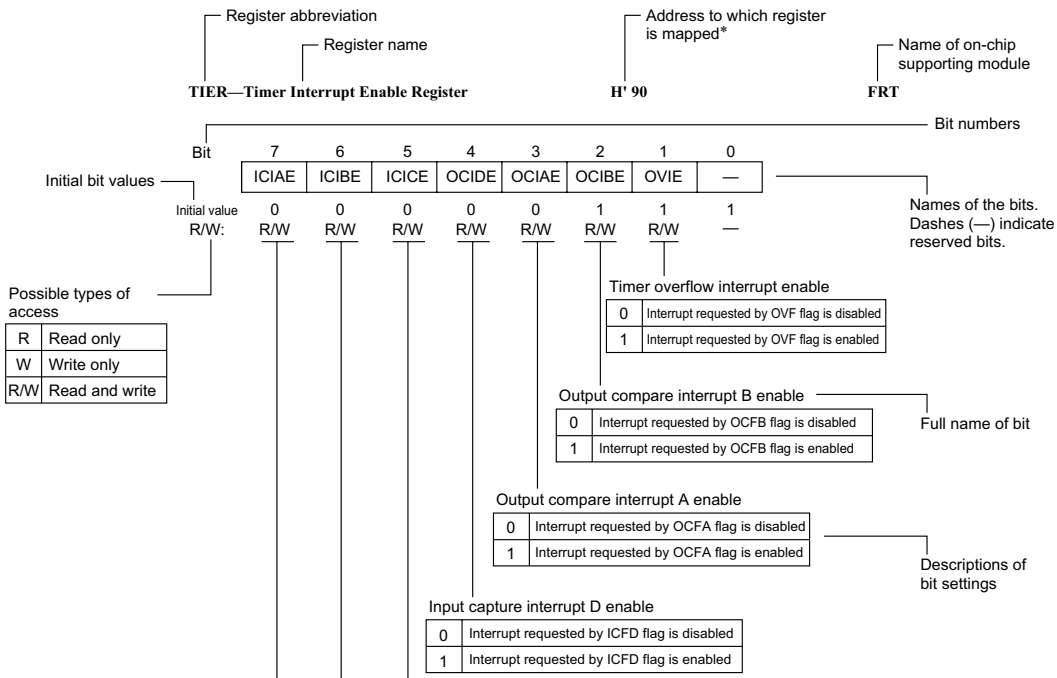 Register abbreviation
Register name
Address to which register
is mapped*
Name of on-chip
supporting module
TIER—Timer Interrupt Enable Register H' 90 FRT
Bit numbers
Bit 7 6 5 4 3 2 1 0
ICIAE ICIBE ICICE OCIDE OCIAE OCIBE OVIE —
Initial bit values
Initial value 0 0 0 0 0 1 1 1
R/W: R/W R/W R/W R/W R/W R/W R/W —
Names of the bits.
Dashes (—) indicate
reserved bits.
Possible types of
access
R Read only
W Write only
R/W Read and write
Timer overflow interrupt enable
0 Interrupt requested by OVF flag is disabled
1 Interrupt requested by OVF flag is enabled
Output compare interrupt B enable
0 Interrupt requested by OCFB flag is disabled
1 Interrupt requested by OCFB flag is enabled
Full name of bit
Output compare interrupt A enable
0 Interrupt requested by OCFA flag is disabled
1 Interrupt requested by OCFA flag is enabled
Descriptions of
bit settings
Input capture interrupt D enable
0 Interrupt requested by ICFD flag is disabled
1 Interrupt requested by ICFD flag is enabled